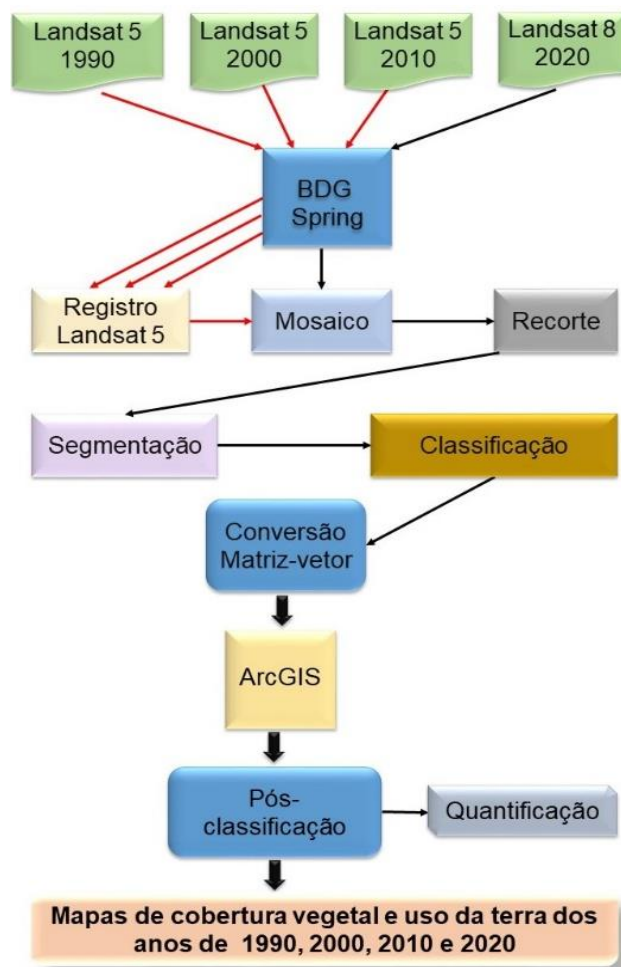 Landsat 5
1990
Landsat 5
2000
Landsat 5
2010
Landsat 8
2020
BDG
Spring
Registro
Landsat 5
Mosaico
Recorte
Segmentação
Classificação
Conversão
Matriz-vetor
ArcGIS
Pós-
classificação
Quantificação
Mapas de cobertura vegetal e uso da terra dos
anos de 1990, 2000, 2010 e 2020